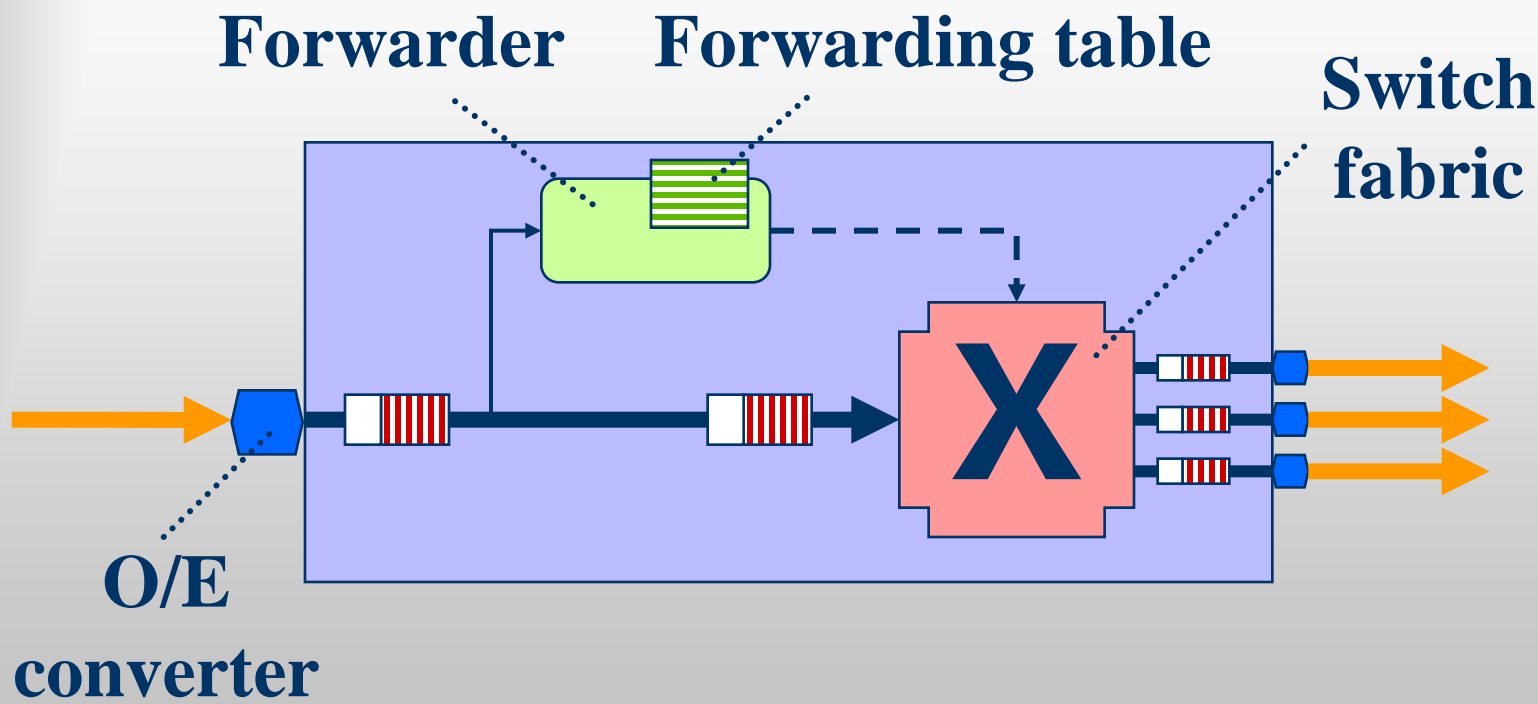 Forwarder
Forwarding table
Switch
fabric
X
O/E
converter